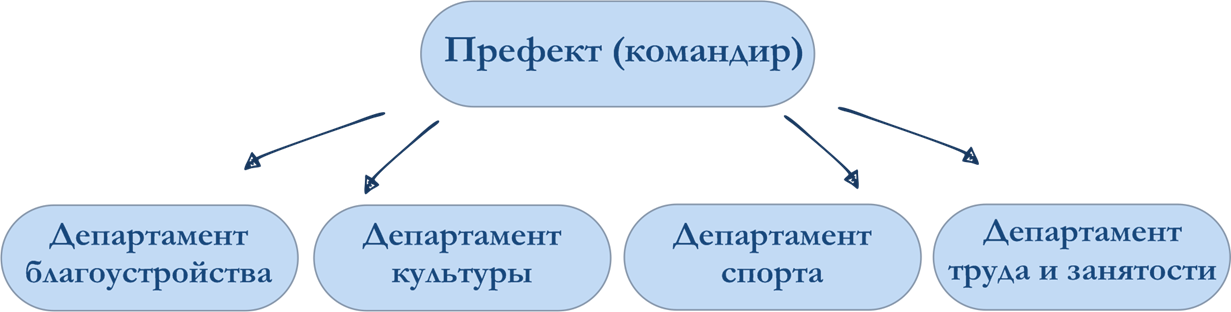 Префект (командир)
Департамент
благоустройства
Департамент
культуры
Департамент
спорта
Департамент
труда и занятости